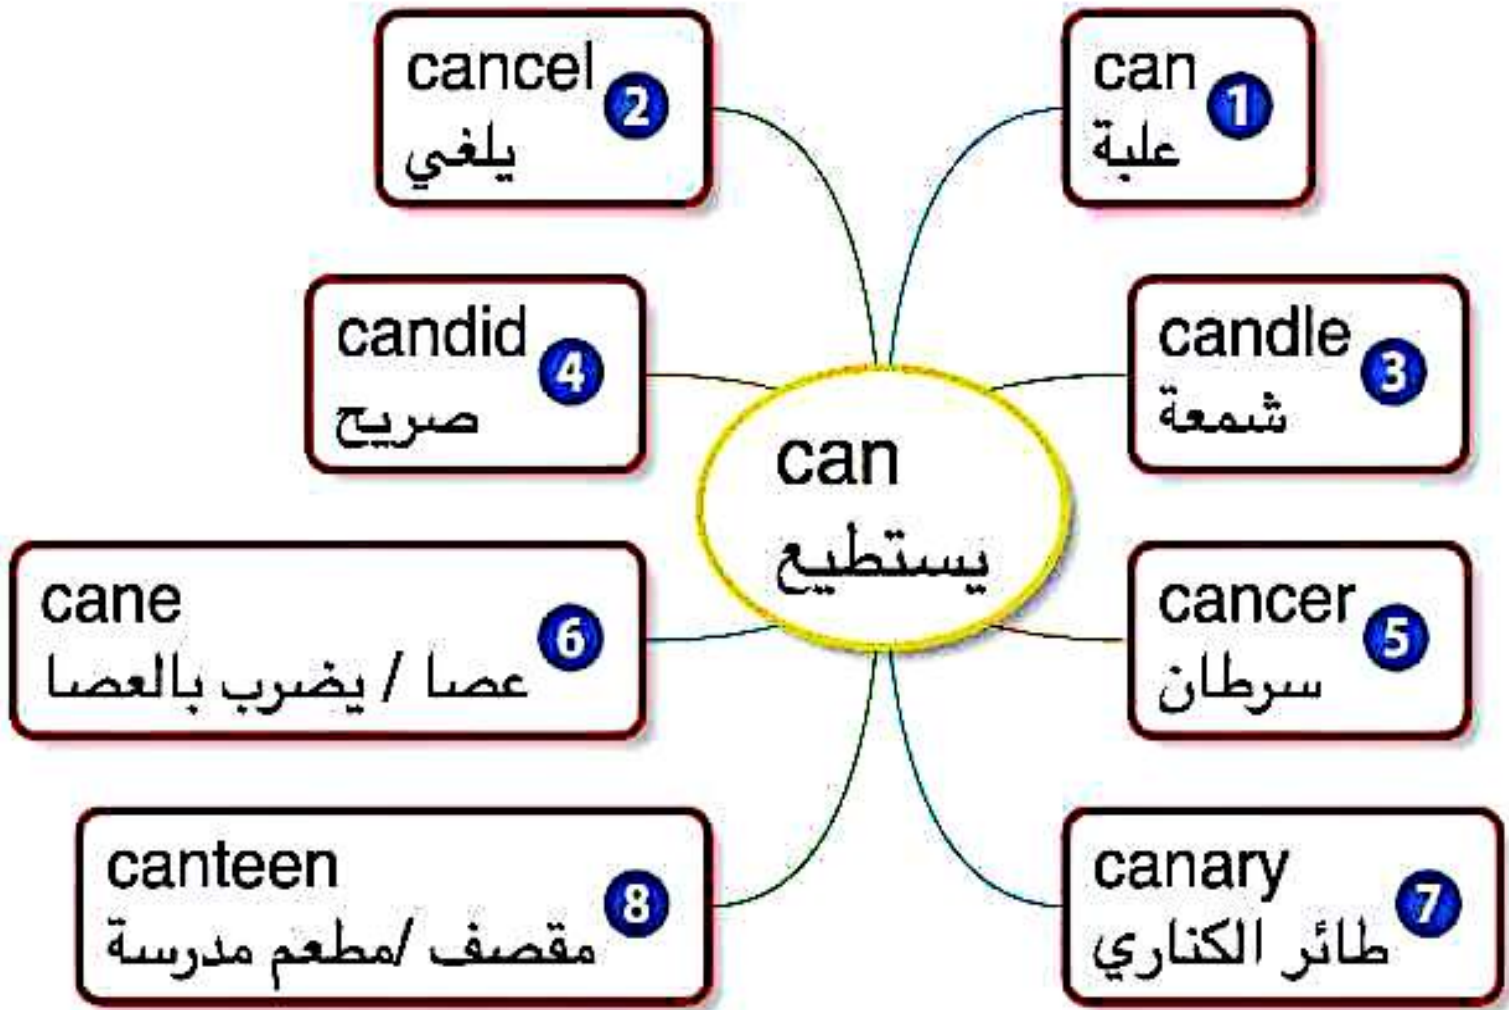 can
يستطيع
can
علبة
1
cancel
يلغي
2
candle
شمعة
3
candid
صريح
4
cancer
سرطان
5
cane
عصا / يضرب بالعصا
6
canary
طائر الكناري
7
canteen
مقصف /مطعم مدرسة
8